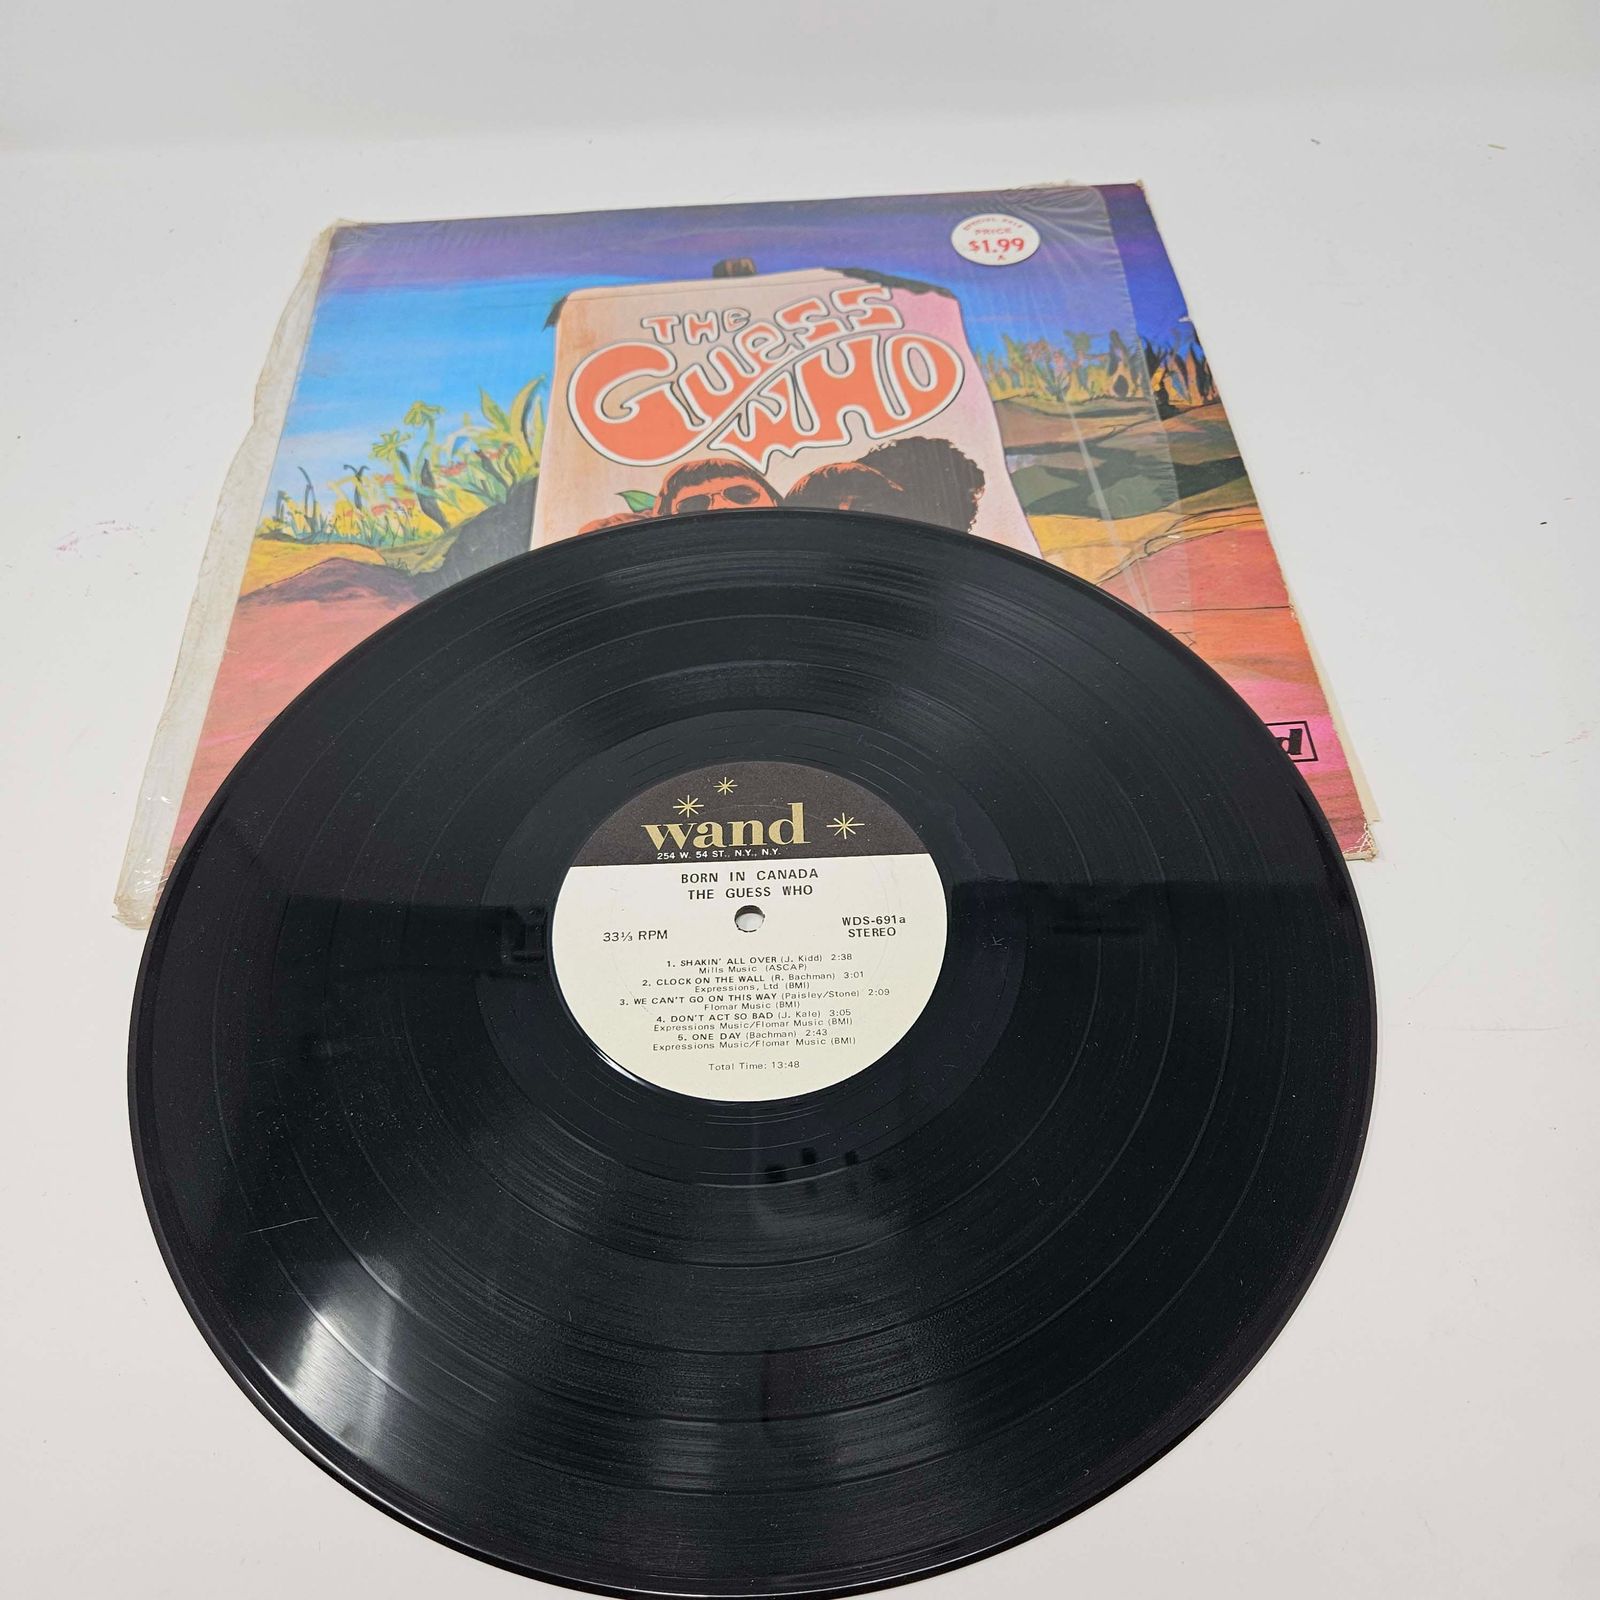 SPECIAL SALE
PRICE
$1.99
A
THE
GUESS
WHO
wand
254 W. 54 ST., N.Y., N.Y.
BORN IN CANADA
THE GUESS WHO
33⅓ RPM
WDS-691a
STEREO
1. SHAKIN' ALL OVER (J. Kidd) 2:38
Mills Music (ASCAP)
2. CLOCK ON THE WALL (R. Bachman) 3:01
Expressions, Ltd (BMI)
3. WE CAN'T GO ON THIS WAY (Paisley/Stone) 2:09
Flomar Music (BMI)
4. DON'T ACT SO BAD (J. Kale) 3:05
Expressions Music/Flomar Music (BMI)
5. ONE DAY (Bachman) 2:43
Expressions Music/Flomar Music (BMI)
Total Time: 13:48